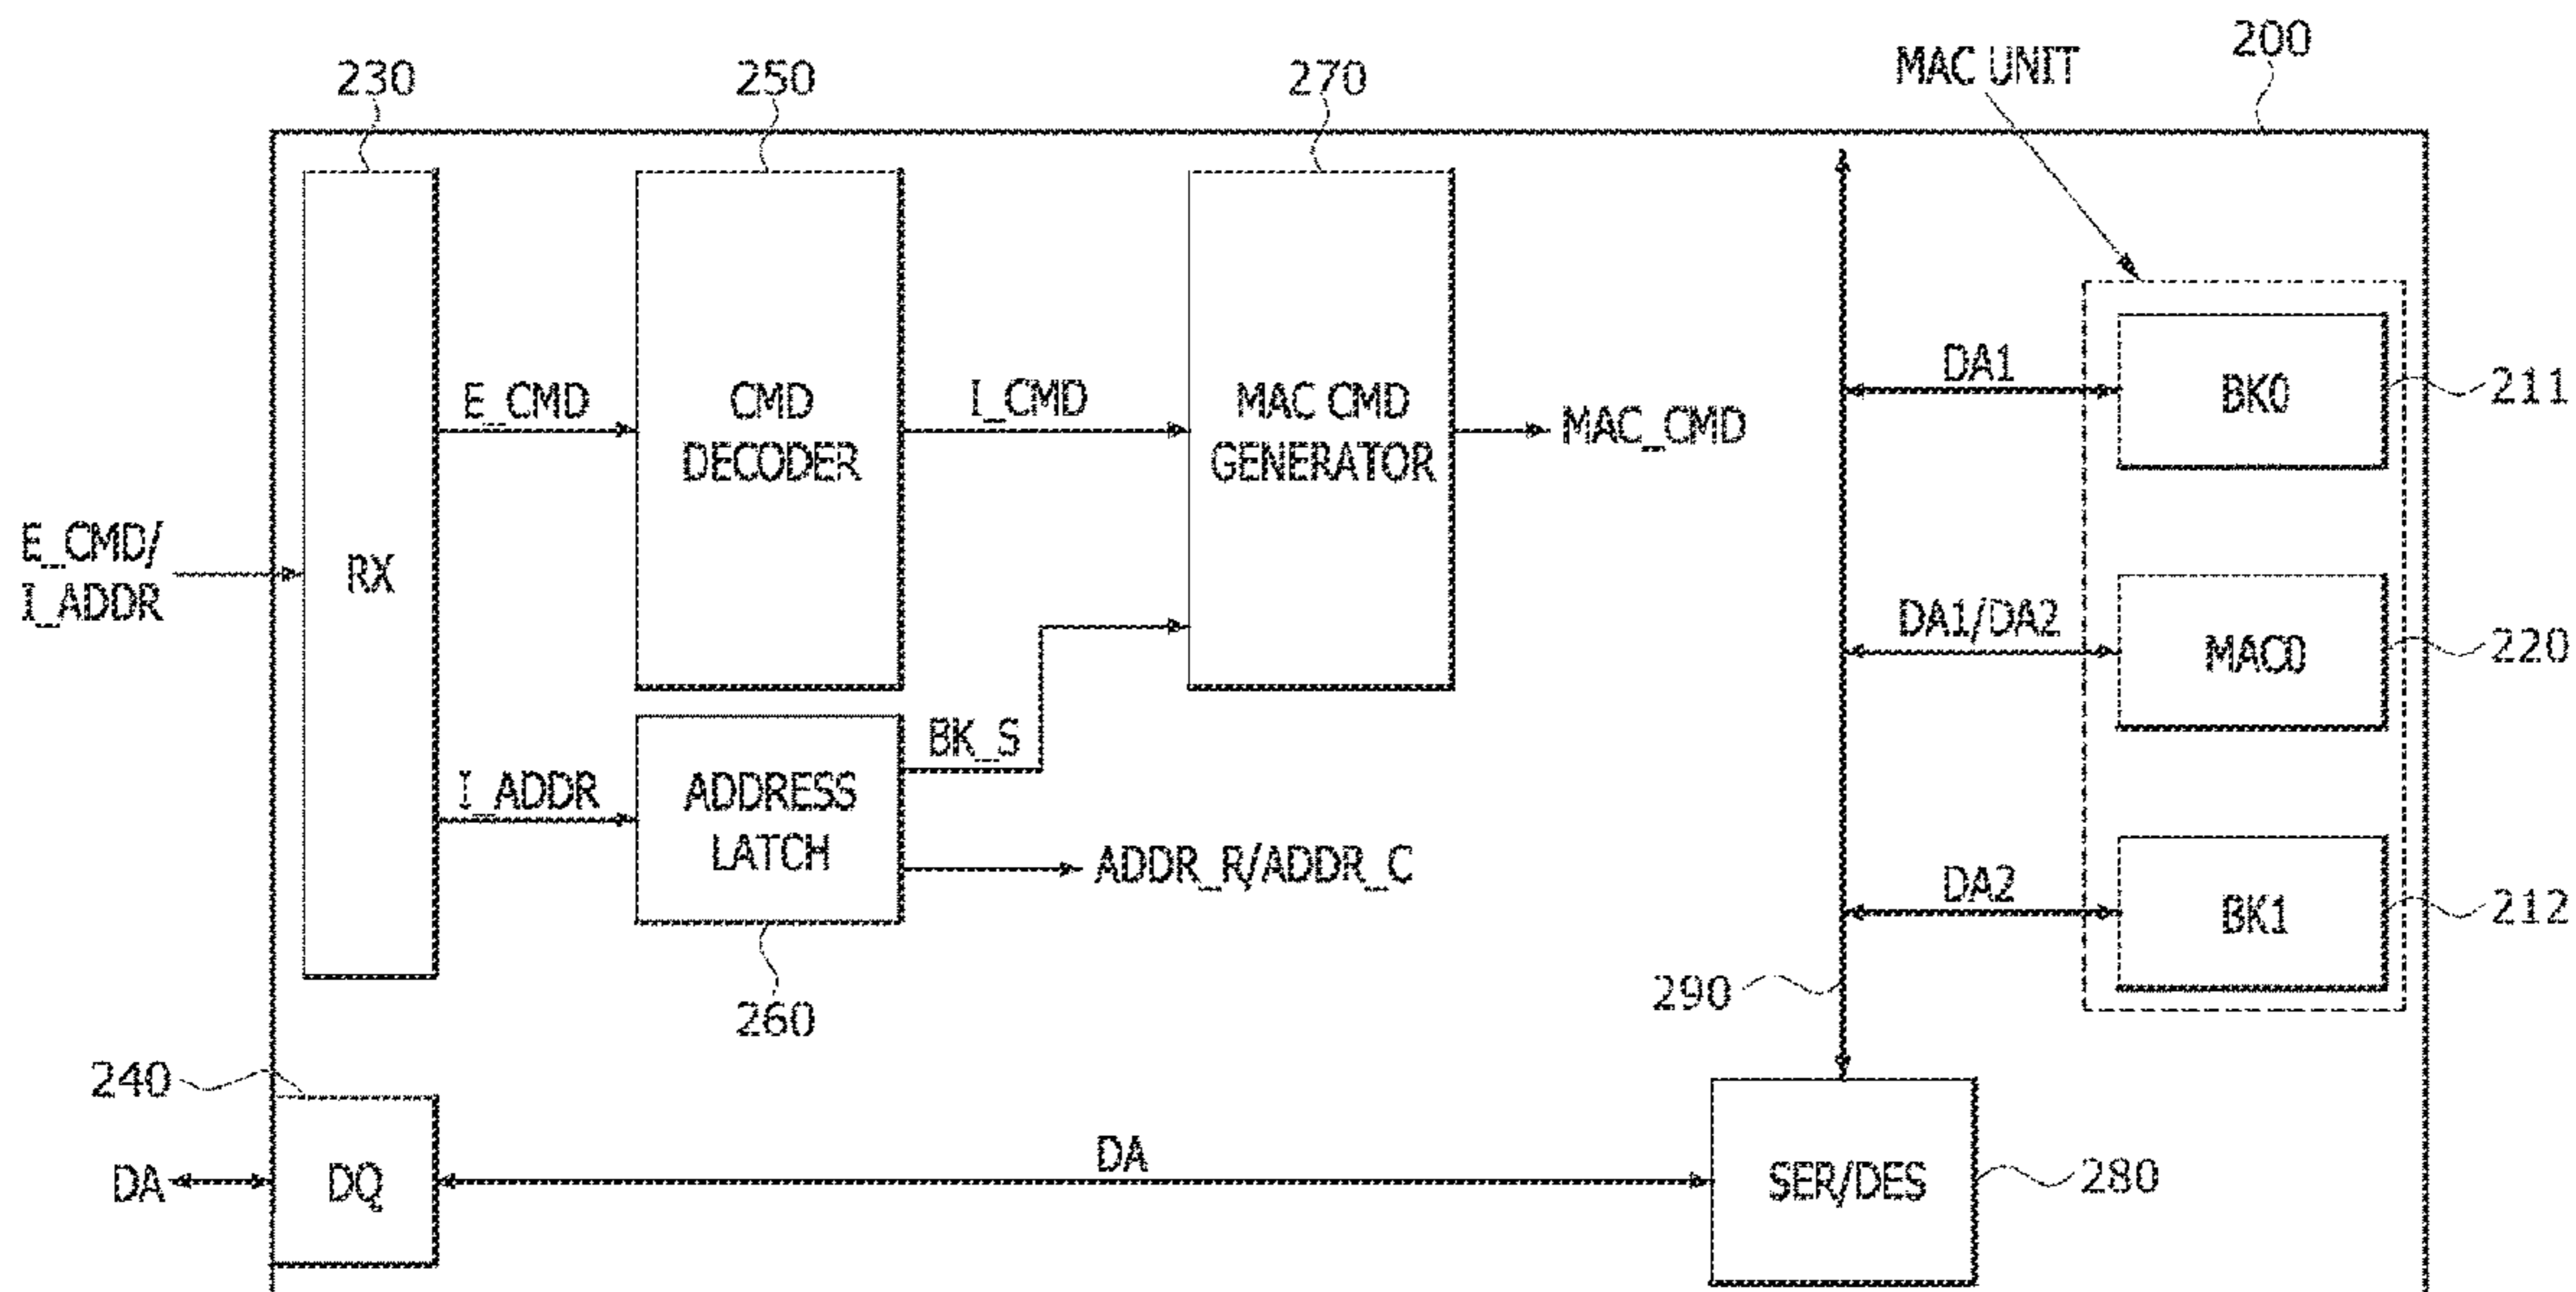 230
250
270
MAC UNIT
200
E_CMD/
I_ADDR
RX
E_CMD
CMD
DECODER
I_CMD
MAC CMD
GENERATOR
MAC_CMD
DA1
BK0
211
DA1/DA2
MAC0
220
I_ADDR
ADDRESS
LATCH
BK_S
ADDR_R/ADDR_C
260
DA2
BK1
212
290
240
DA
DQ
DA
SER/DES
280